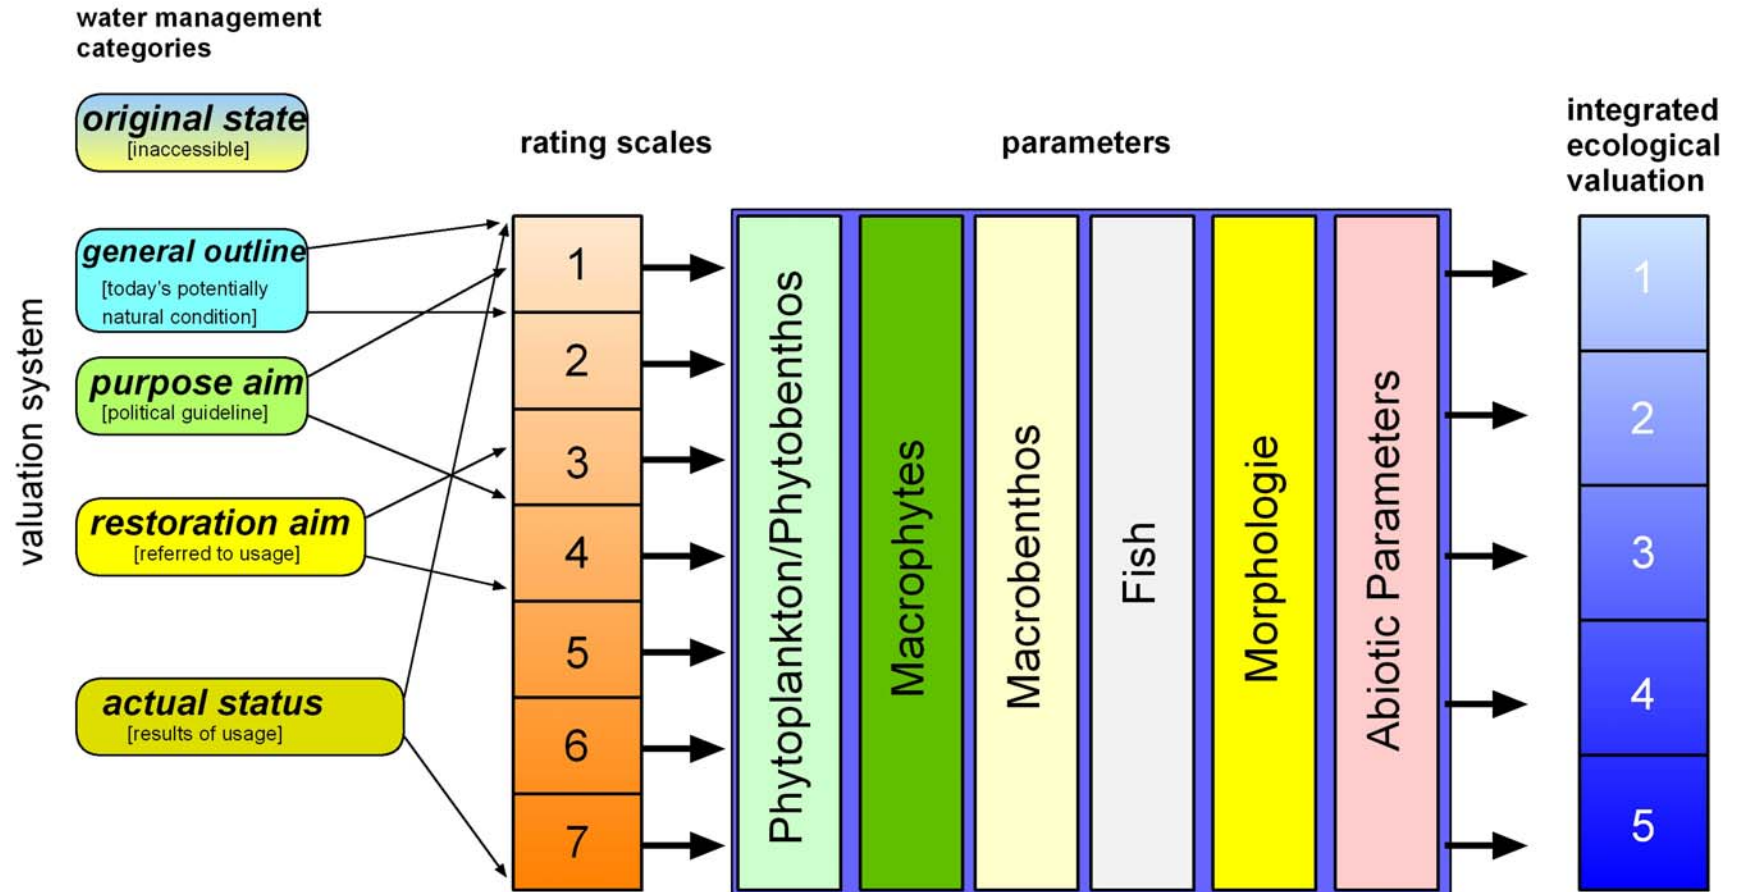 water management
categories
original state
[inaccessible]
general outline
[today's potentially
natural condition]
purpose aim
[political guideline]
restoration aim
[referred to usage]
actual status
[results of usage]
valuation system
rating scales
1
2
3
4
5
6
7
parameters
Phytoplankton/Phytobenthos
Macrophytes
Macrobenthos
Fish
Morphologie
Abiotic Parameters
integrated
ecological
valuation
1
2
3
4
5